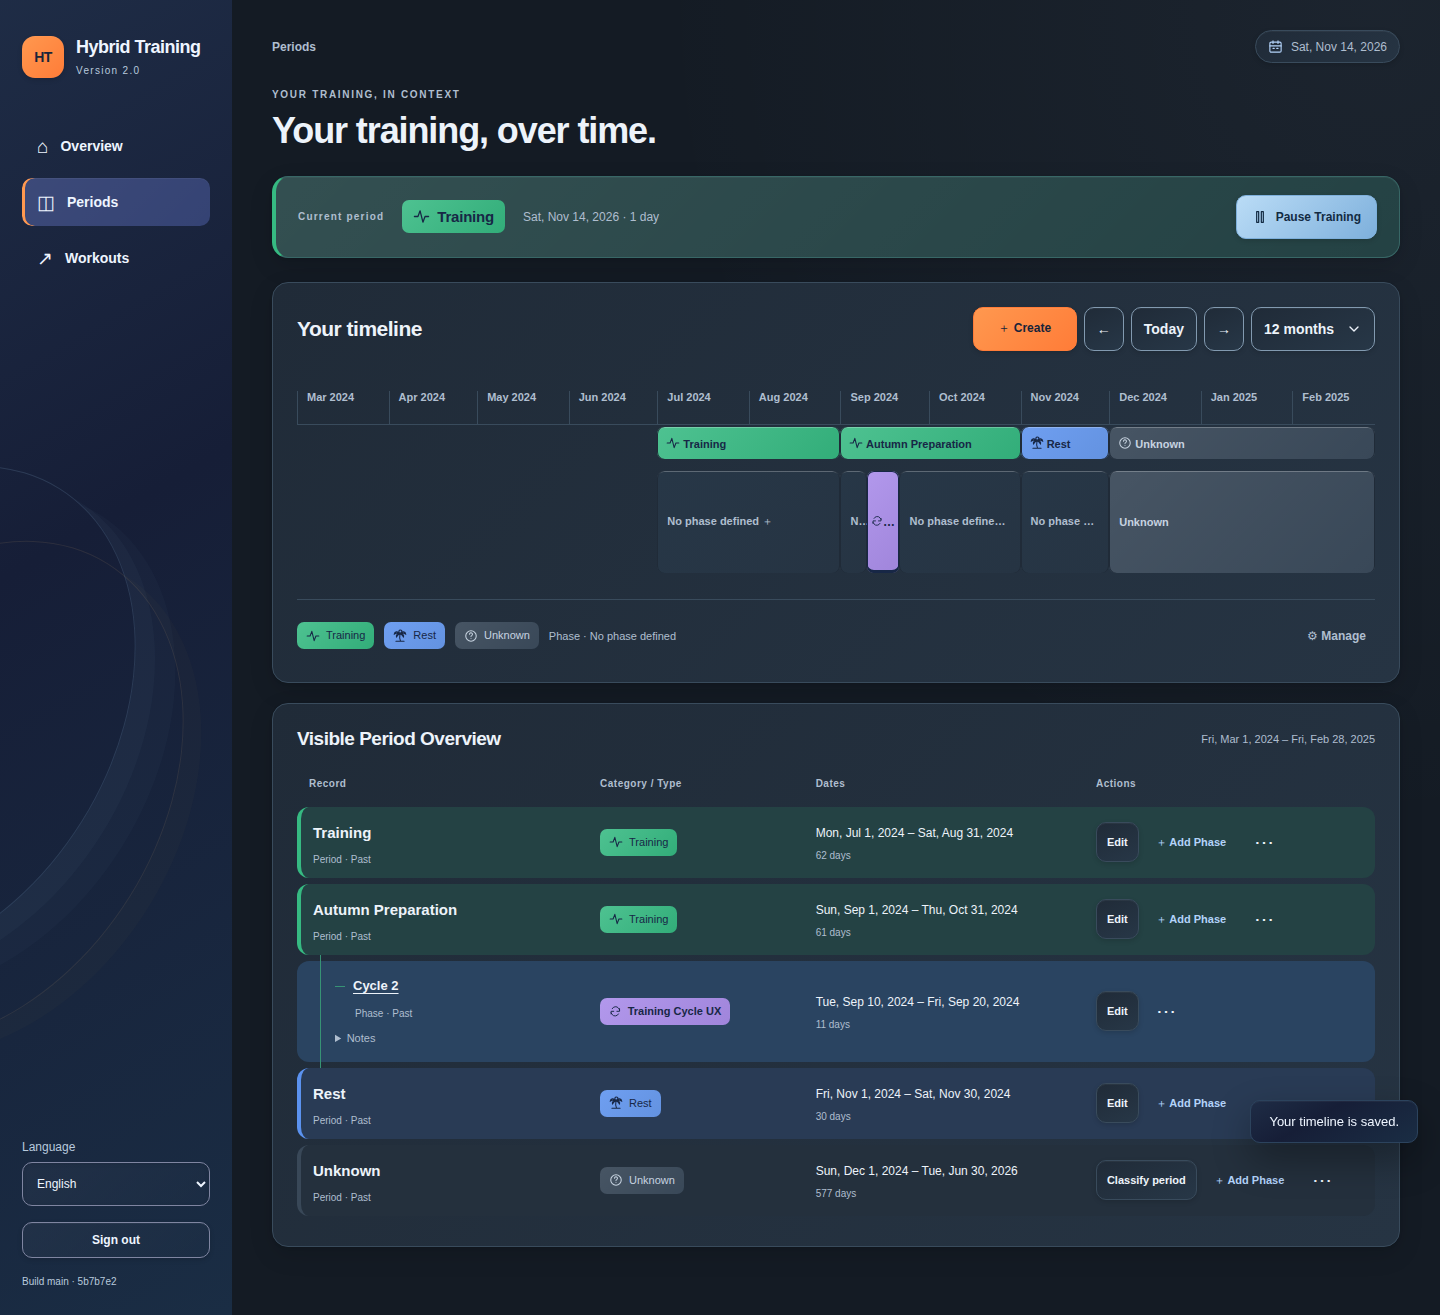 HT
Hybrid Training
Version 2.0
Overview
Periods
Workouts
Language
English
Sign out
Build main · 5b7b7e2
Periods
Sat, Nov 14, 2026
YOUR TRAINING, IN CONTEXT
Your training, over time.
Current period
Training
Sat, Nov 14, 2026 · 1 day
Pause Training
Your timeline
+ Create
←
Today
→
12 months
Mar 2024
Apr 2024
May 2024
Jun 2024
Jul 2024
Aug 2024
Sep 2024
Oct 2024
Nov 2024
Dec 2024
Jan 2025
Feb 2025
Training
Autumn Preparation
Rest
Unknown
No phase defined +
N…
…
No phase define…
No phase …
Unknown
Training
Rest
Unknown
Phase · No phase defined
⚙ Manage
Visible Period Overview
Fri, Mar 1, 2024 – Fri, Feb 28, 2025
Record
Category / Type
Dates
Actions
Training
Period · Past
Training
Mon, Jul 1, 2024 – Sat, Aug 31, 2024
62 days
Edit
+ Add Phase
···
Autumn Preparation
Period · Past
Training
Sun, Sep 1, 2024 – Thu, Oct 31, 2024
61 days
Edit
+ Add Phase
···
— Cycle 2
Phase · Past
▶ Notes
Training Cycle UX
Tue, Sep 10, 2024 – Fri, Sep 20, 2024
11 days
Edit
···
Rest
Period · Past
Rest
Fri, Nov 1, 2024 – Sat, Nov 30, 2024
30 days
Edit
+ Add Phase
Your timeline is saved.
Unknown
Period · Past
Unknown
Sun, Dec 1, 2024 – Tue, Jun 30, 2026
577 days
Classify period
+ Add Phase
···